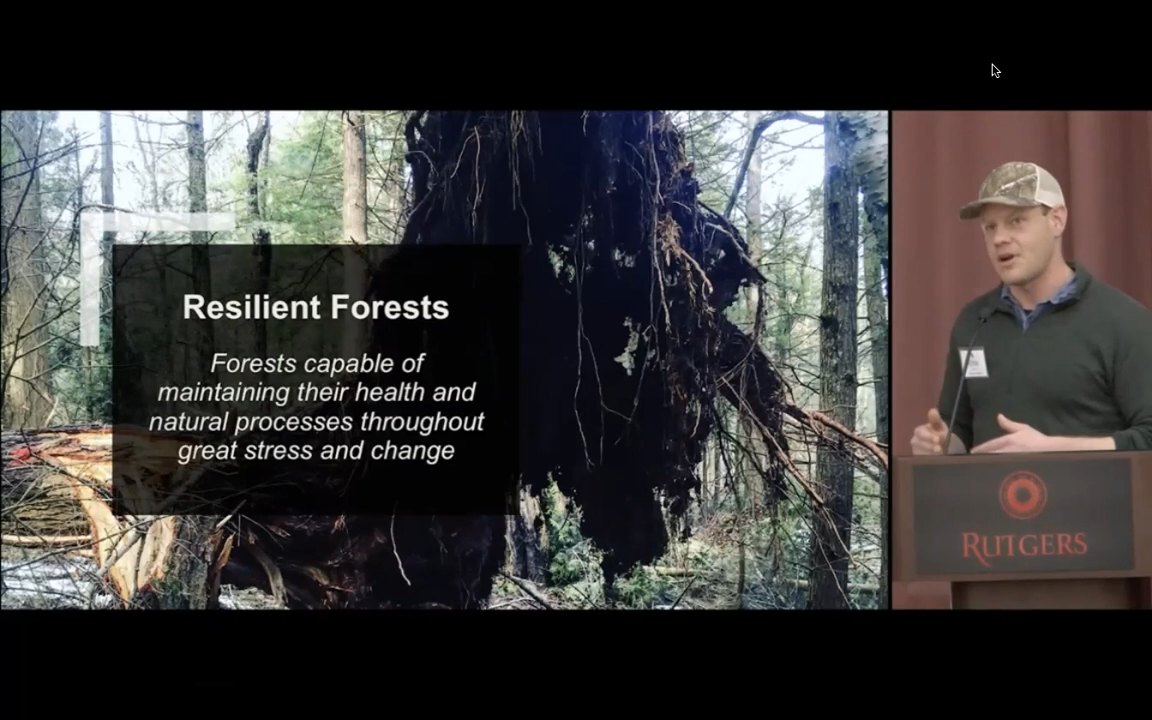 Resilient Forests
Forests capable of
maintaining their health and
natural processes throughout
great stress and change
RUTGERS